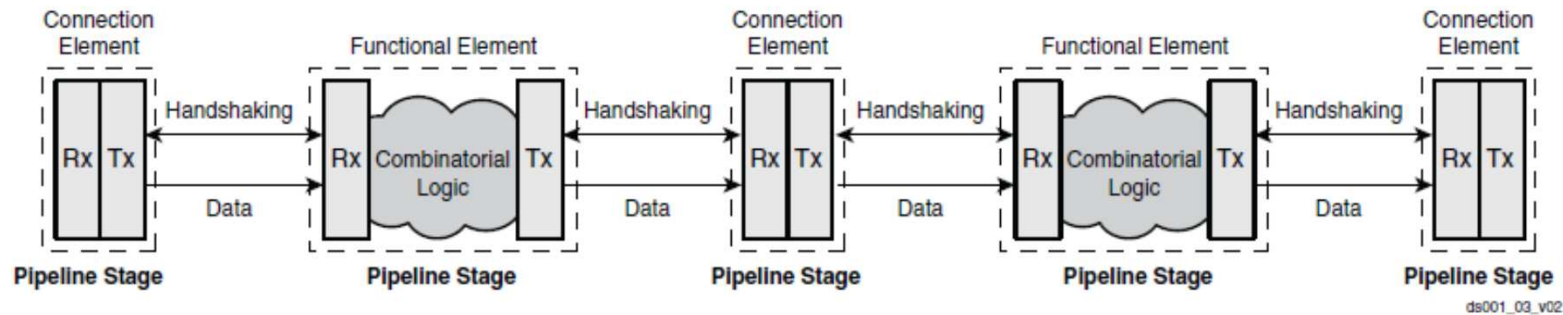 Connection
Element
Functional Element
Connection
Element
Functional Element
Connection
Element
Handshaking
Handshaking
Handshaking
Handshaking
Rx Tx
Rx
Combinatorial
Logic
Tx
Rx Tx
Rx
Combinatorial
Logic
Tx
Rx Tx
Data
Data
Data
Data
Pipeline Stage
Pipeline Stage
Pipeline Stage
Pipeline Stage
Pipeline Stage
ds001_03_v02